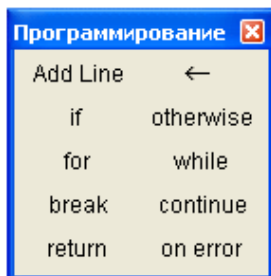 Программирование
Add Line ←
if otherwise
for while
break continue
return on error